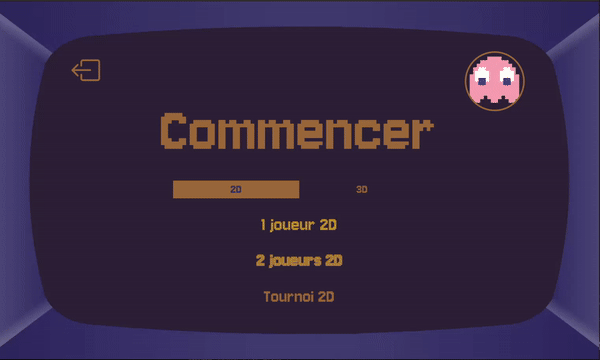 Commencer
2D 3D
1 joueur 2D
2 joueurs 2D
Tournoi 2D